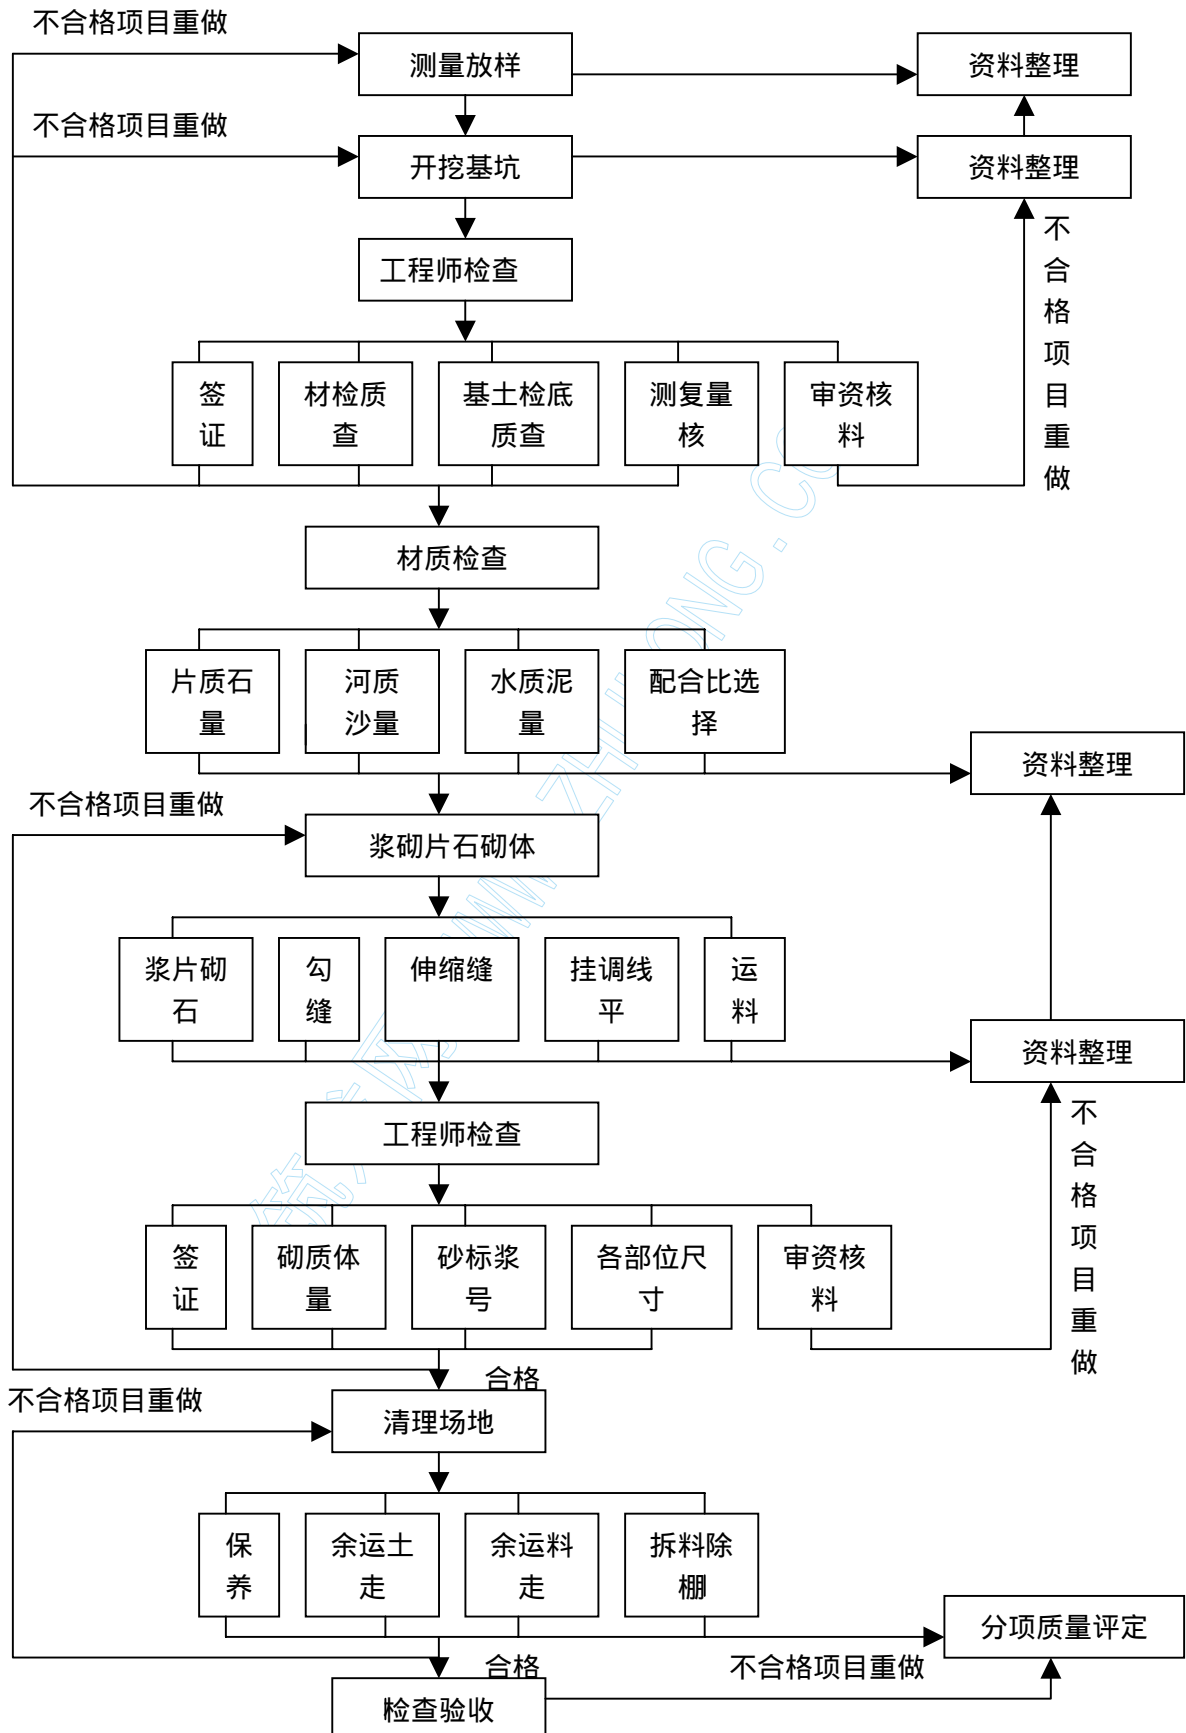 不合格项目重做
测量放样
资料整理
不合格项目重做
开挖基坑
资料整理
不
合
格
项
目
重
做
工程师检查
签
证
材检质
查
基土检底
质查
测复量
核
审资核
料
材质检查
片质石
量
河质
沙量
水质泥
量
配合比选
择
资料整理
不合格项目重做
浆砌片石砌体
浆片砌
石
勾
缝
伸缩缝
挂调线
平
运
料
资料整理
工程师检查
不
合
格
项
目
重
做
签
证
砌质体
量
砂标浆
号
各部位尺
寸
审资核
料
合格
不合格项目重做
清理场地
保
养
余运土
走
余运料
走
拆料除
棚
分项质量评定
合格
不合格项目重做
检查验收